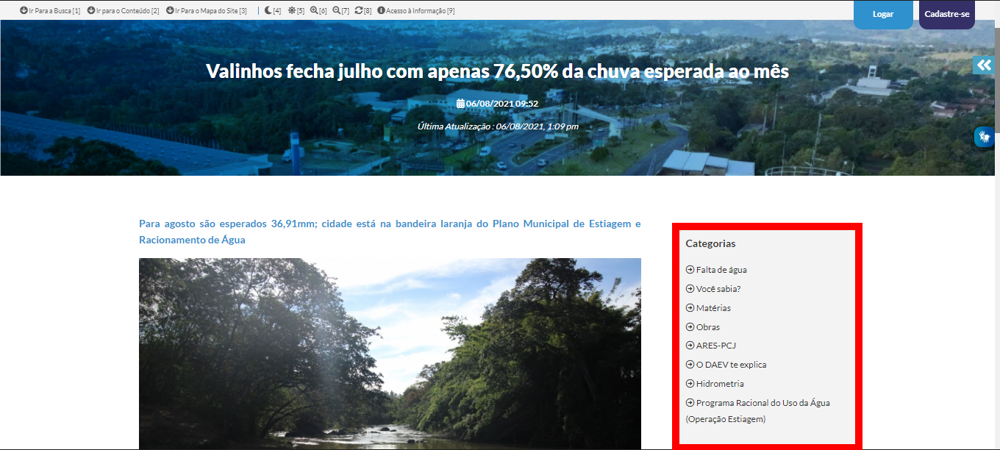 Ir Para a Busca [1] Ir para o Conteúdo [2] Ir Para o Mapa do Site [3] | [4] [5] [6] [7] [8] Acesso à Informação [9]
Logar
Cadastre-se
Valinhos fecha julho com apenas 76,50% da chuva esperada ao mês
06/08/2021 09:52
Última Atualização : 06/08/2021, 1:09 pm
Para agosto são esperados 36,91mm; cidade está na bandeira laranja do Plano Municipal de Estiagem e
Racionamento de Água
Categorias
Falta de água
Você sabia?
Matérias
Obras
ARES-PCJ
O DAEV te explica
Hidrometria
Programa Racional do Uso da Água
(Operação Estiagem)